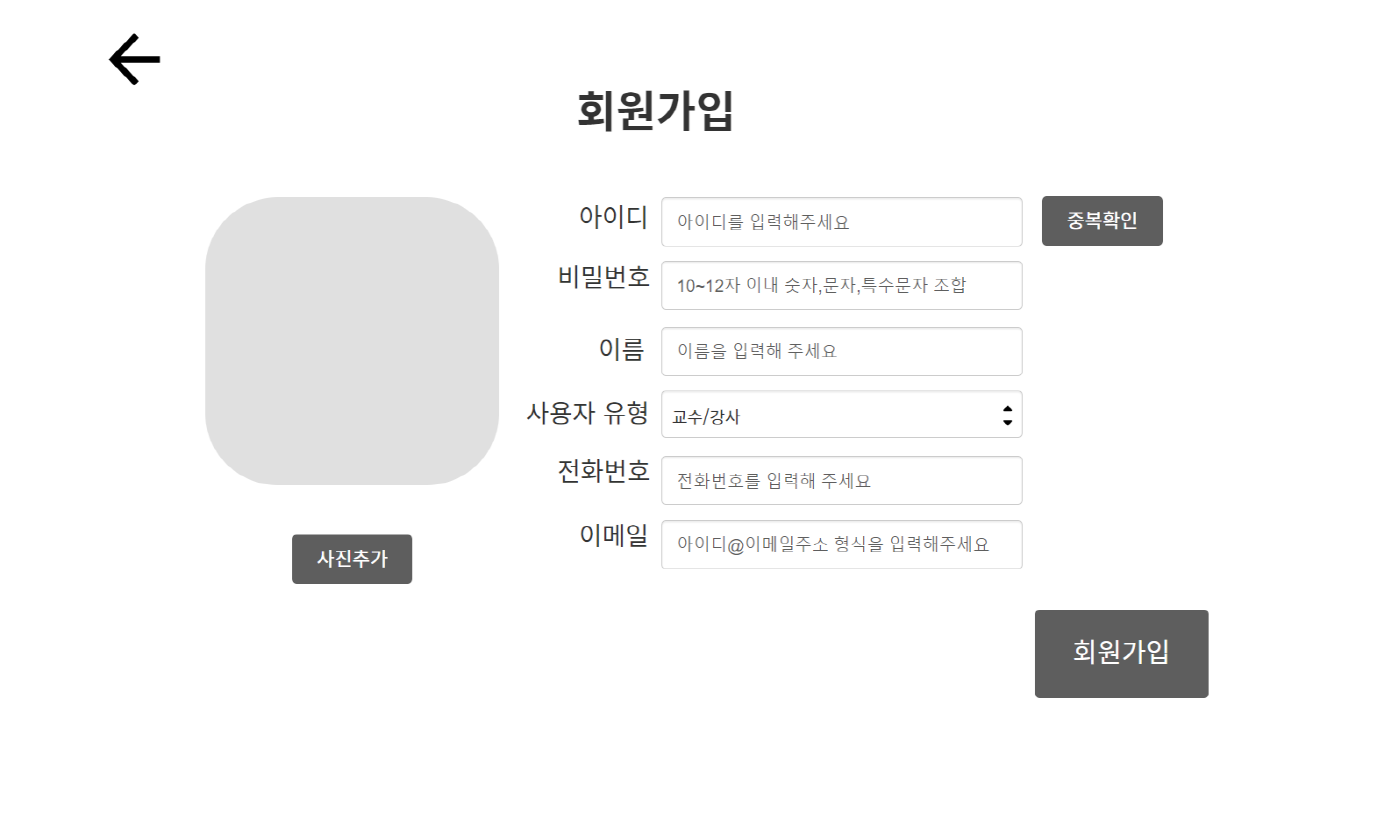 회원가입
아이디 아이디를 입력해주세요 중복확인
비밀번호 10~12자 이내 숫자,문자,특수문자 조합
이름 이름을 입력해 주세요
사용자 유형 교수/강사
전화번호 전화번호를 입력해 주세요
이메일 아이디@이메일주소 형식을 입력해주세요
사진추가
회원가입